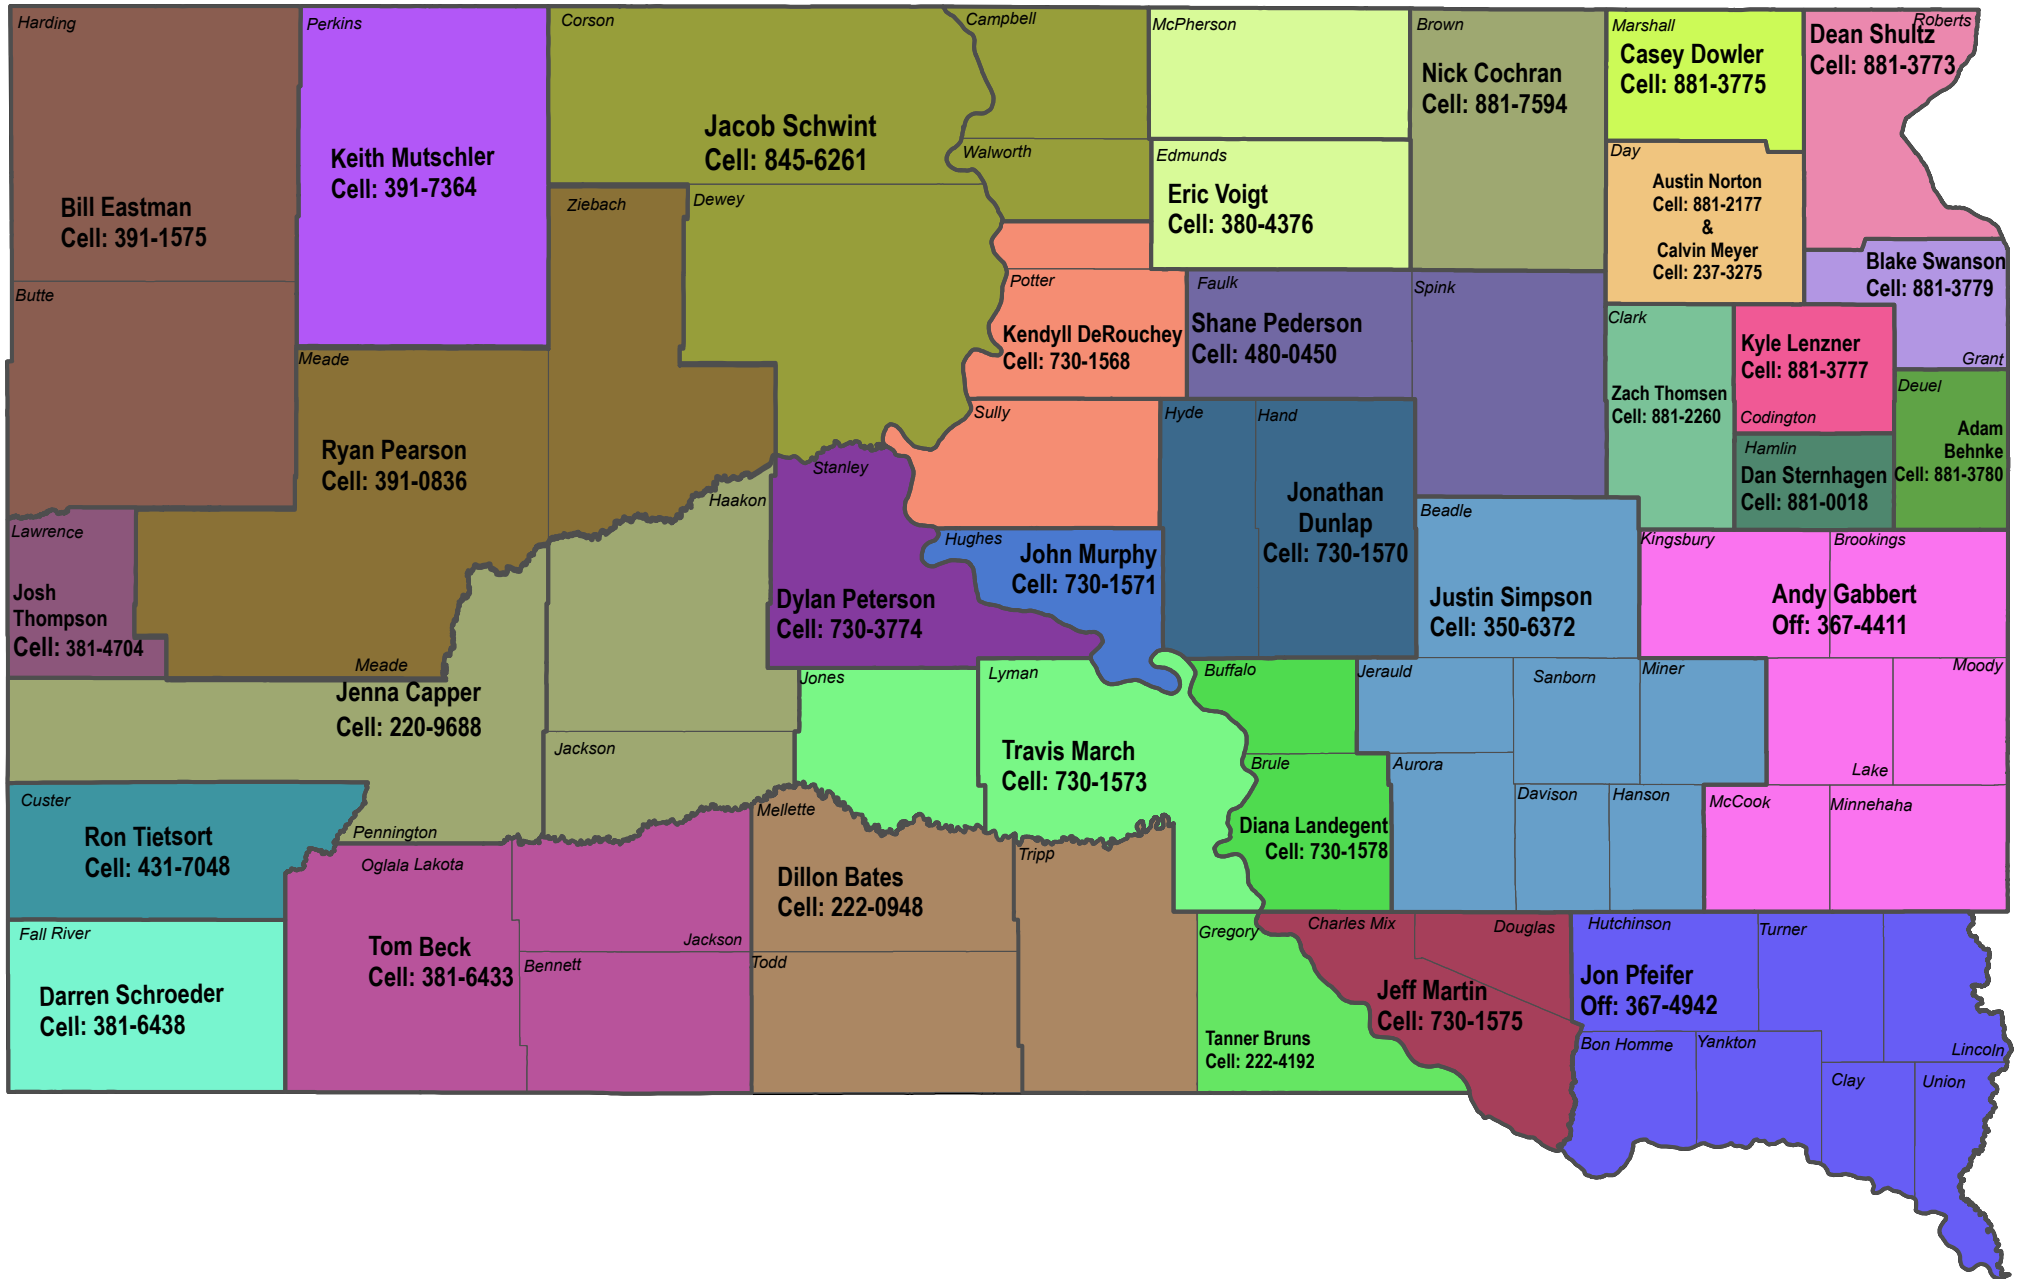 Harding
Perkins
Corson
Campbell
McPherson
Brown
Marshall
Roberts
Casey Dowler
Cell: 881-3775
Dean Shultz
Cell: 881-3773
Nick Cochran
Cell: 881-7594
Jacob Schwint
Cell: 845-6261
Keith Mutschler
Cell: 391-7364
Bill Eastman
Cell: 391-1575
Walworth
Edmunds
Eric Voigt
Cell: 380-4376
Day
Austin Norton
Cell: 881-2177
&
Calvin Meyer
Cell: 237-3275
Ziebach
Dewey
Butte
Potter
Kendyll DeRouchey
Cell: 730-1568
Faulk
Shane Pederson
Cell: 480-0450
Spink
Blake Swanson
Cell: 881-3779
Grant
Clark
Zach Thomsen
Cell: 881-2260
Kyle Lenzner
Cell: 881-3777
Codington
Deuel
Adam
Behnke
Cell: 881-3780
Hamlin
Dan Sternhagen
Cell: 881-0018
Meade
Ryan Pearson
Cell: 391-0836
Meade
Sully
Hyde
Hand
Jonathan
Dunlap
Cell: 730-1570
Stanley
Dylan Peterson
Cell: 730-3774
Haakon
Hughes
John Murphy
Cell: 730-1571
Beadle
Justin Simpson
Cell: 350-6372
Kingsbury
Brookings
Andy Gabbert
Off: 367-4411
Lawrence
Josh
Thompson
Cell: 381-4704
Jenna Capper
Cell: 220-9688
Jones
Lyman
Travis March
Cell: 730-1573
Buffalo
Jerauld
Sanborn
Miner
Moody
Lake
Jackson
Brule
Diana Landegent
Cell: 730-1578
Aurora
Davison
Hanson
McCook
Minnehaha
Custer
Ron Tietsort
Cell: 431-7048
Pennington
Oglala Lakota
Tom Beck
Cell: 381-6433
Jackson
Bennett
Mellette
Dillon Bates
Cell: 222-0948
Todd
Tripp
Fall River
Darren Schroeder
Cell: 381-6438
Gregory
Tanner Bruns
Cell: 222-4192
Charles Mix
Douglas
Jeff Martin
Cell: 730-1575
Hutchinson
Turner
Jon Pfeifer
Off: 367-4942
Bon Homme
Yankton
Lincoln
Clay
Union